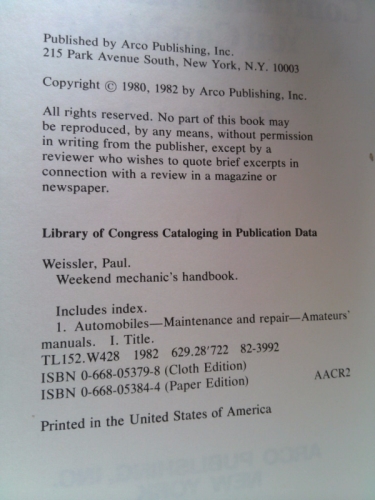 Published by Arco Publishing, Inc.
215 Park Avenue South, New York, N.Y. 10003
Copyright © 1980, 1982 by Arco Publishing, Inc.
All rights reserved. No part of this book may
be reproduced, by any means, without permission
in writing from the publisher, except by a
reviewer who wishes to quote brief excerpts in
connection with a review in a magazine or
newspaper.
Library of Congress Cataloging in Publication Data
Weissler, Paul.
Weekend mechanic's handbook.
Includes index.
1. Automobiles—Maintenance and repair—Amateurs'
manuals. I. Title.
TL152.W428 1982 629.28'722 82-3992
ISBN 0-668-05379-8 (Cloth Edition)
ISBN 0-668-05384-4 (Paper Edition)
AACR2
Printed in the United States of America